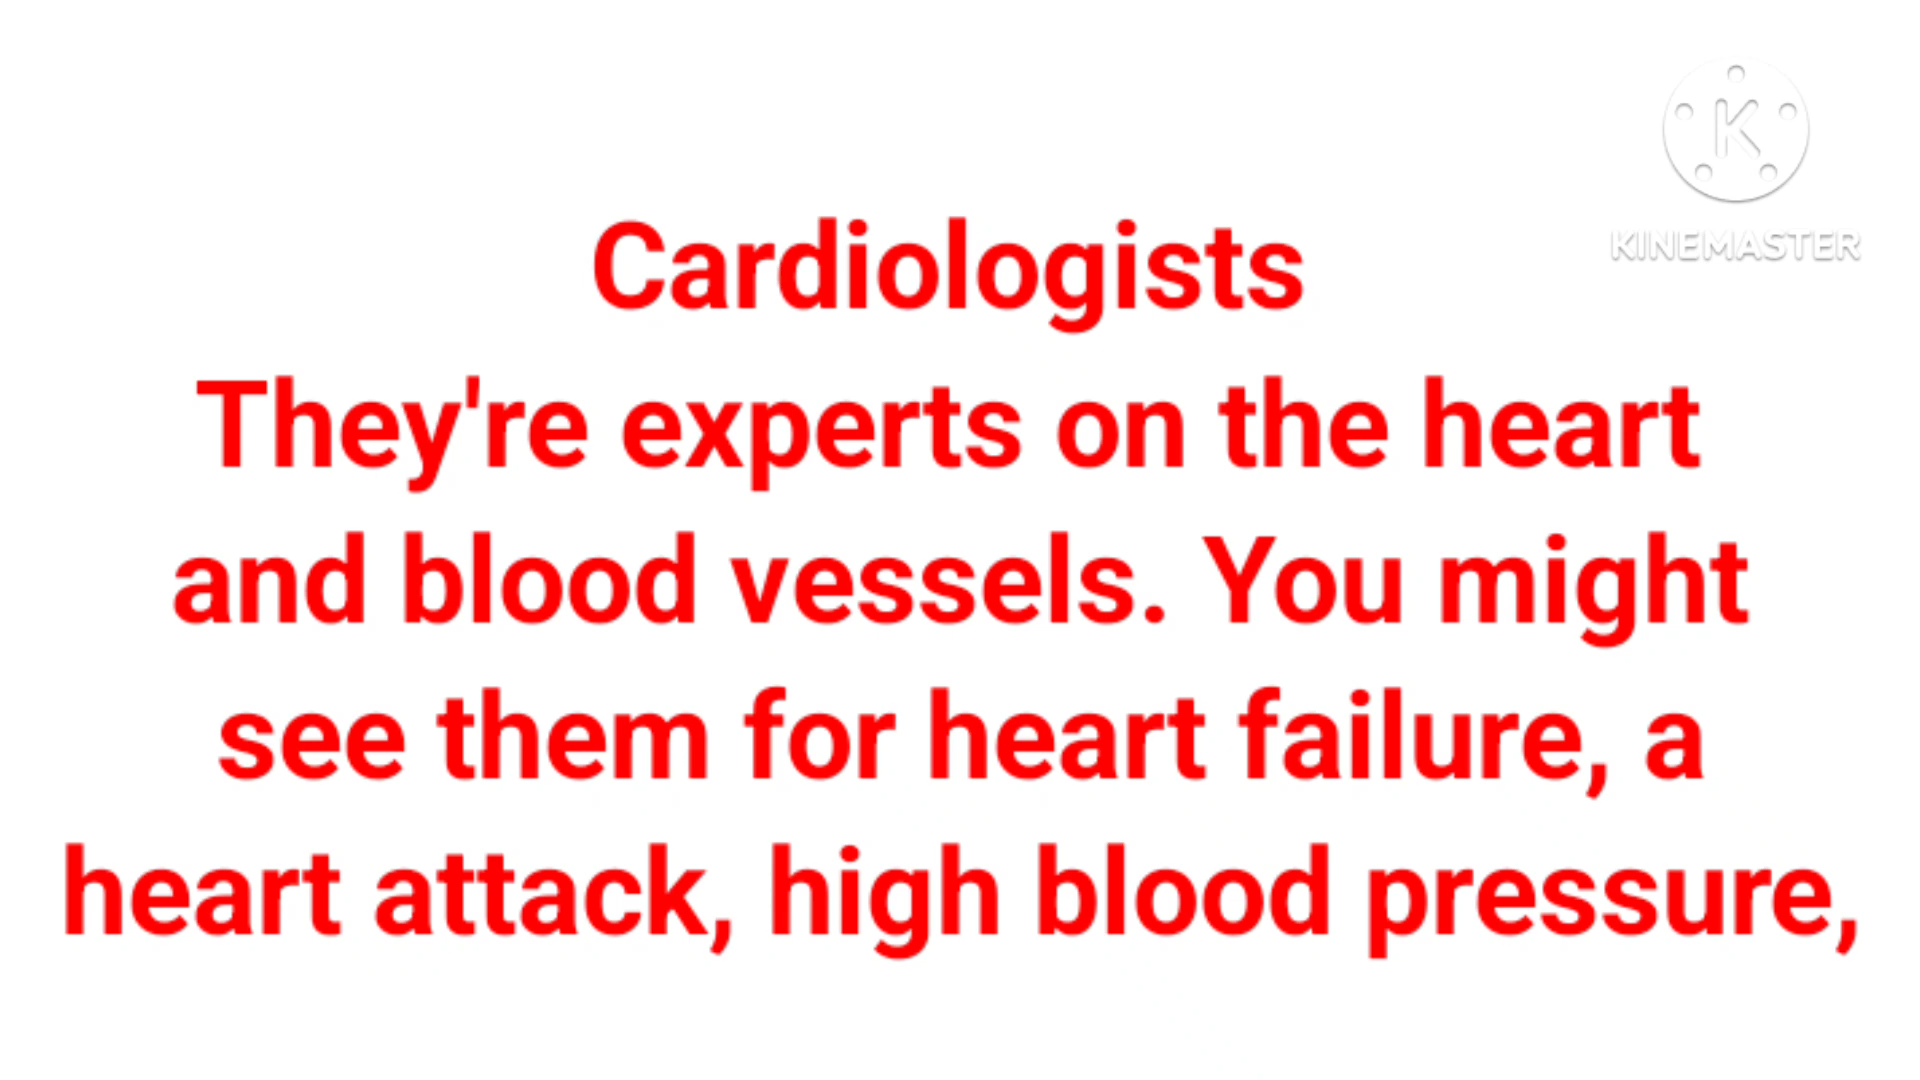 K
KINEMASTER
Cardiologists
They're experts on the heart
and blood vessels. You might
see them for heart failure, a
heart attack, high blood pressure,